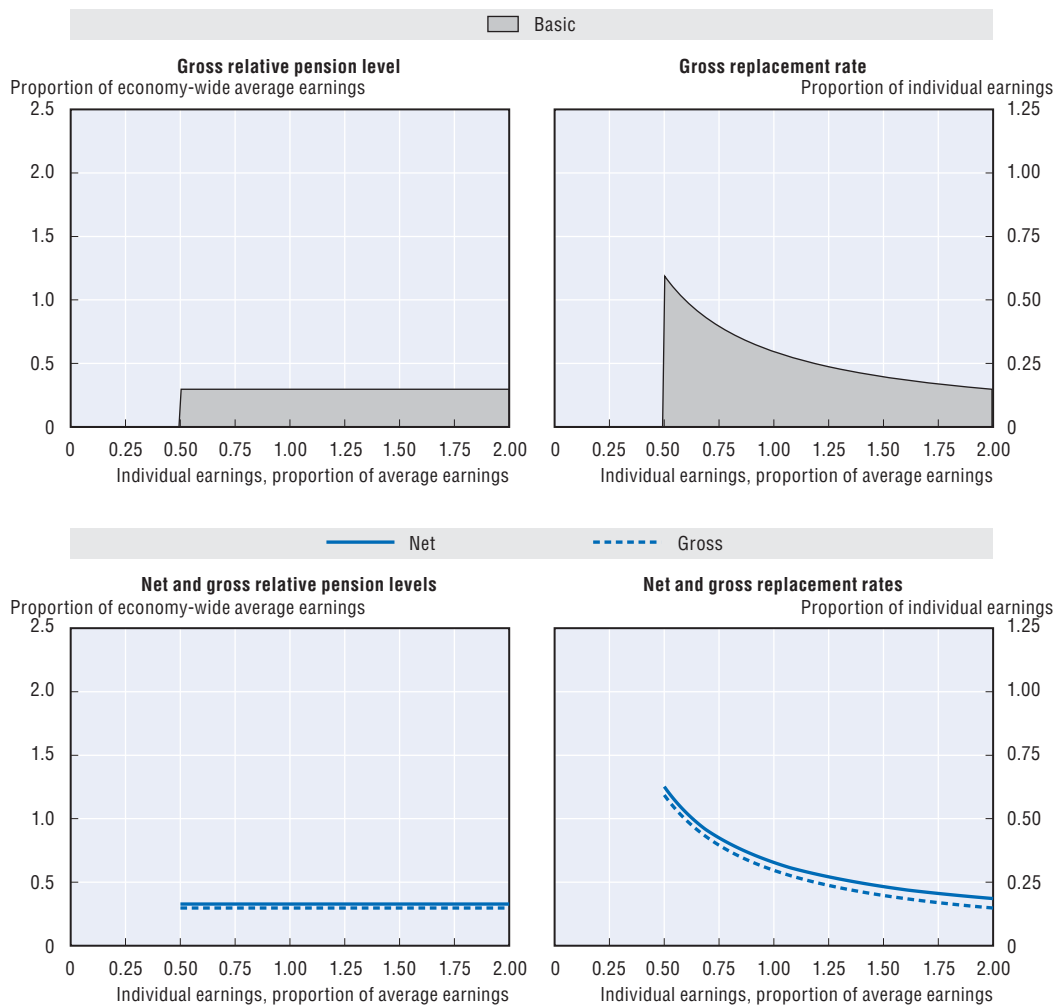 Basic
Gross relative pension level
Proportion of economy-wide average earnings
2.5
2.0
1.5
1.0
0.5
0
0 0.25 0.50 0.75 1.00 1.25 1.50 1.75 2.00
Individual earnings, proportion of average earnings
Gross replacement rate
Proportion of individual earnings
1.25
1.00
0.75
0.50
0.25
0
0 0.25 0.50 0.75 1.00 1.25 1.50 1.75 2.00
Individual earnings, proportion of average earnings
Net Gross
Net and gross relative pension levels
Proportion of economy-wide average earnings
2.5
2.0
1.5
1.0
0.5
0
0 0.25 0.50 0.75 1.00 1.25 1.50 1.75 2.00
Individual earnings, proportion of average earnings
Net and gross replacement rates
Proportion of individual earnings
1.25
1.00
0.75
0.50
0.25
0
0 0.25 0.50 0.75 1.00 1.25 1.50 1.75 2.00
Individual earnings, proportion of average earnings